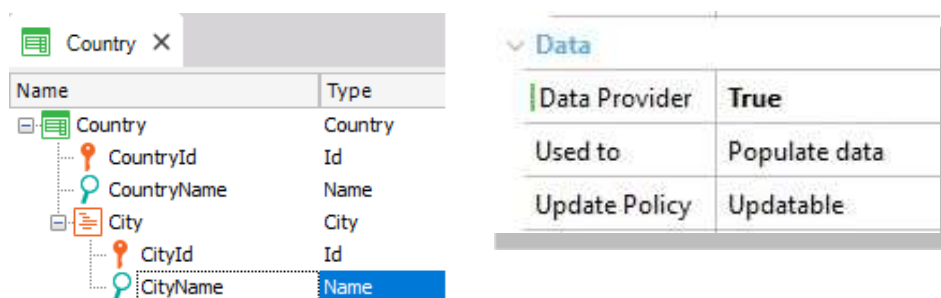 Country X
Name Type
Country Country
CountryId Id
CountryName Name
City City
CityId Id
CityName Name
Data
Data Provider True
Used to Populate data
Update Policy Updatable